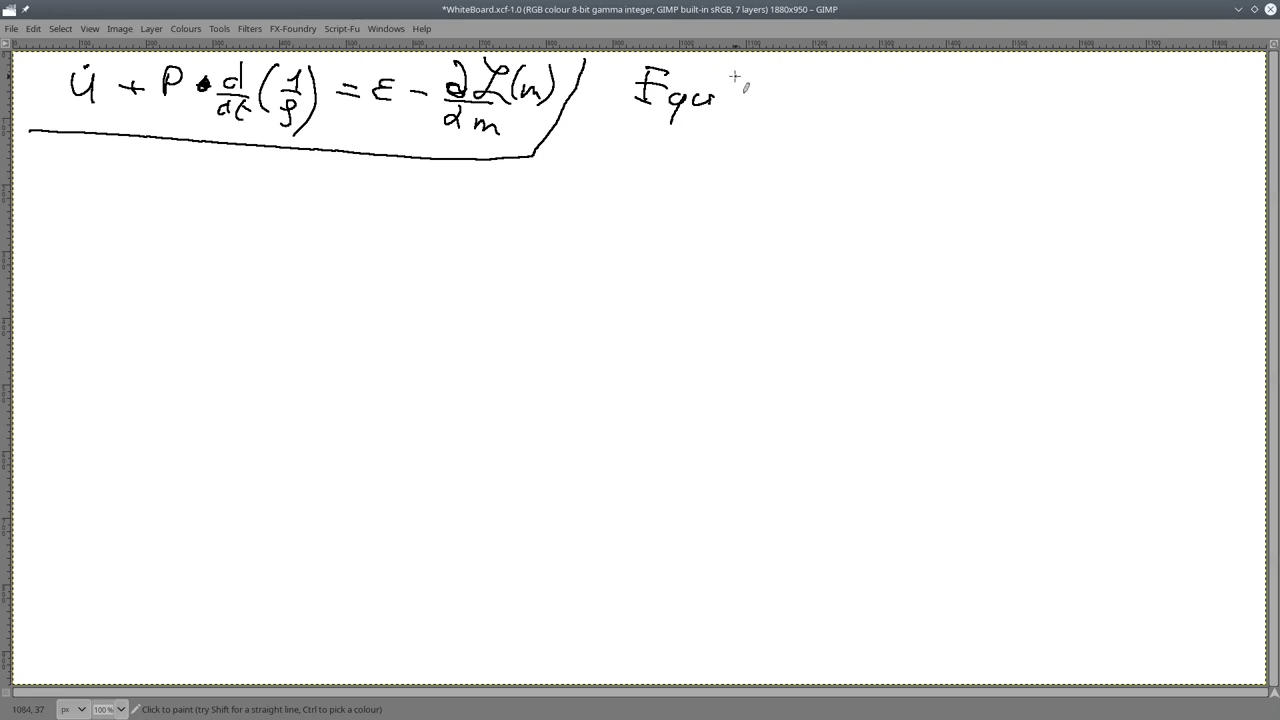 *WhiteBoard.xcf-1.0 (RGB colour 8-bit gamma integer, GIMP built-in sRGB, 7 layers) 1880x950 – GIMP
File Edit Select View Image Layer Colours Tools Filters FX-Foundry Script-Fu Windows Help
u̇ + P • d/dt (1/ρ) = ε − ∂ℒ(m)/∂m
Equ
1084, 37 px 100 % Click to paint (try Shift for a straight line, Ctrl to pick a colour)